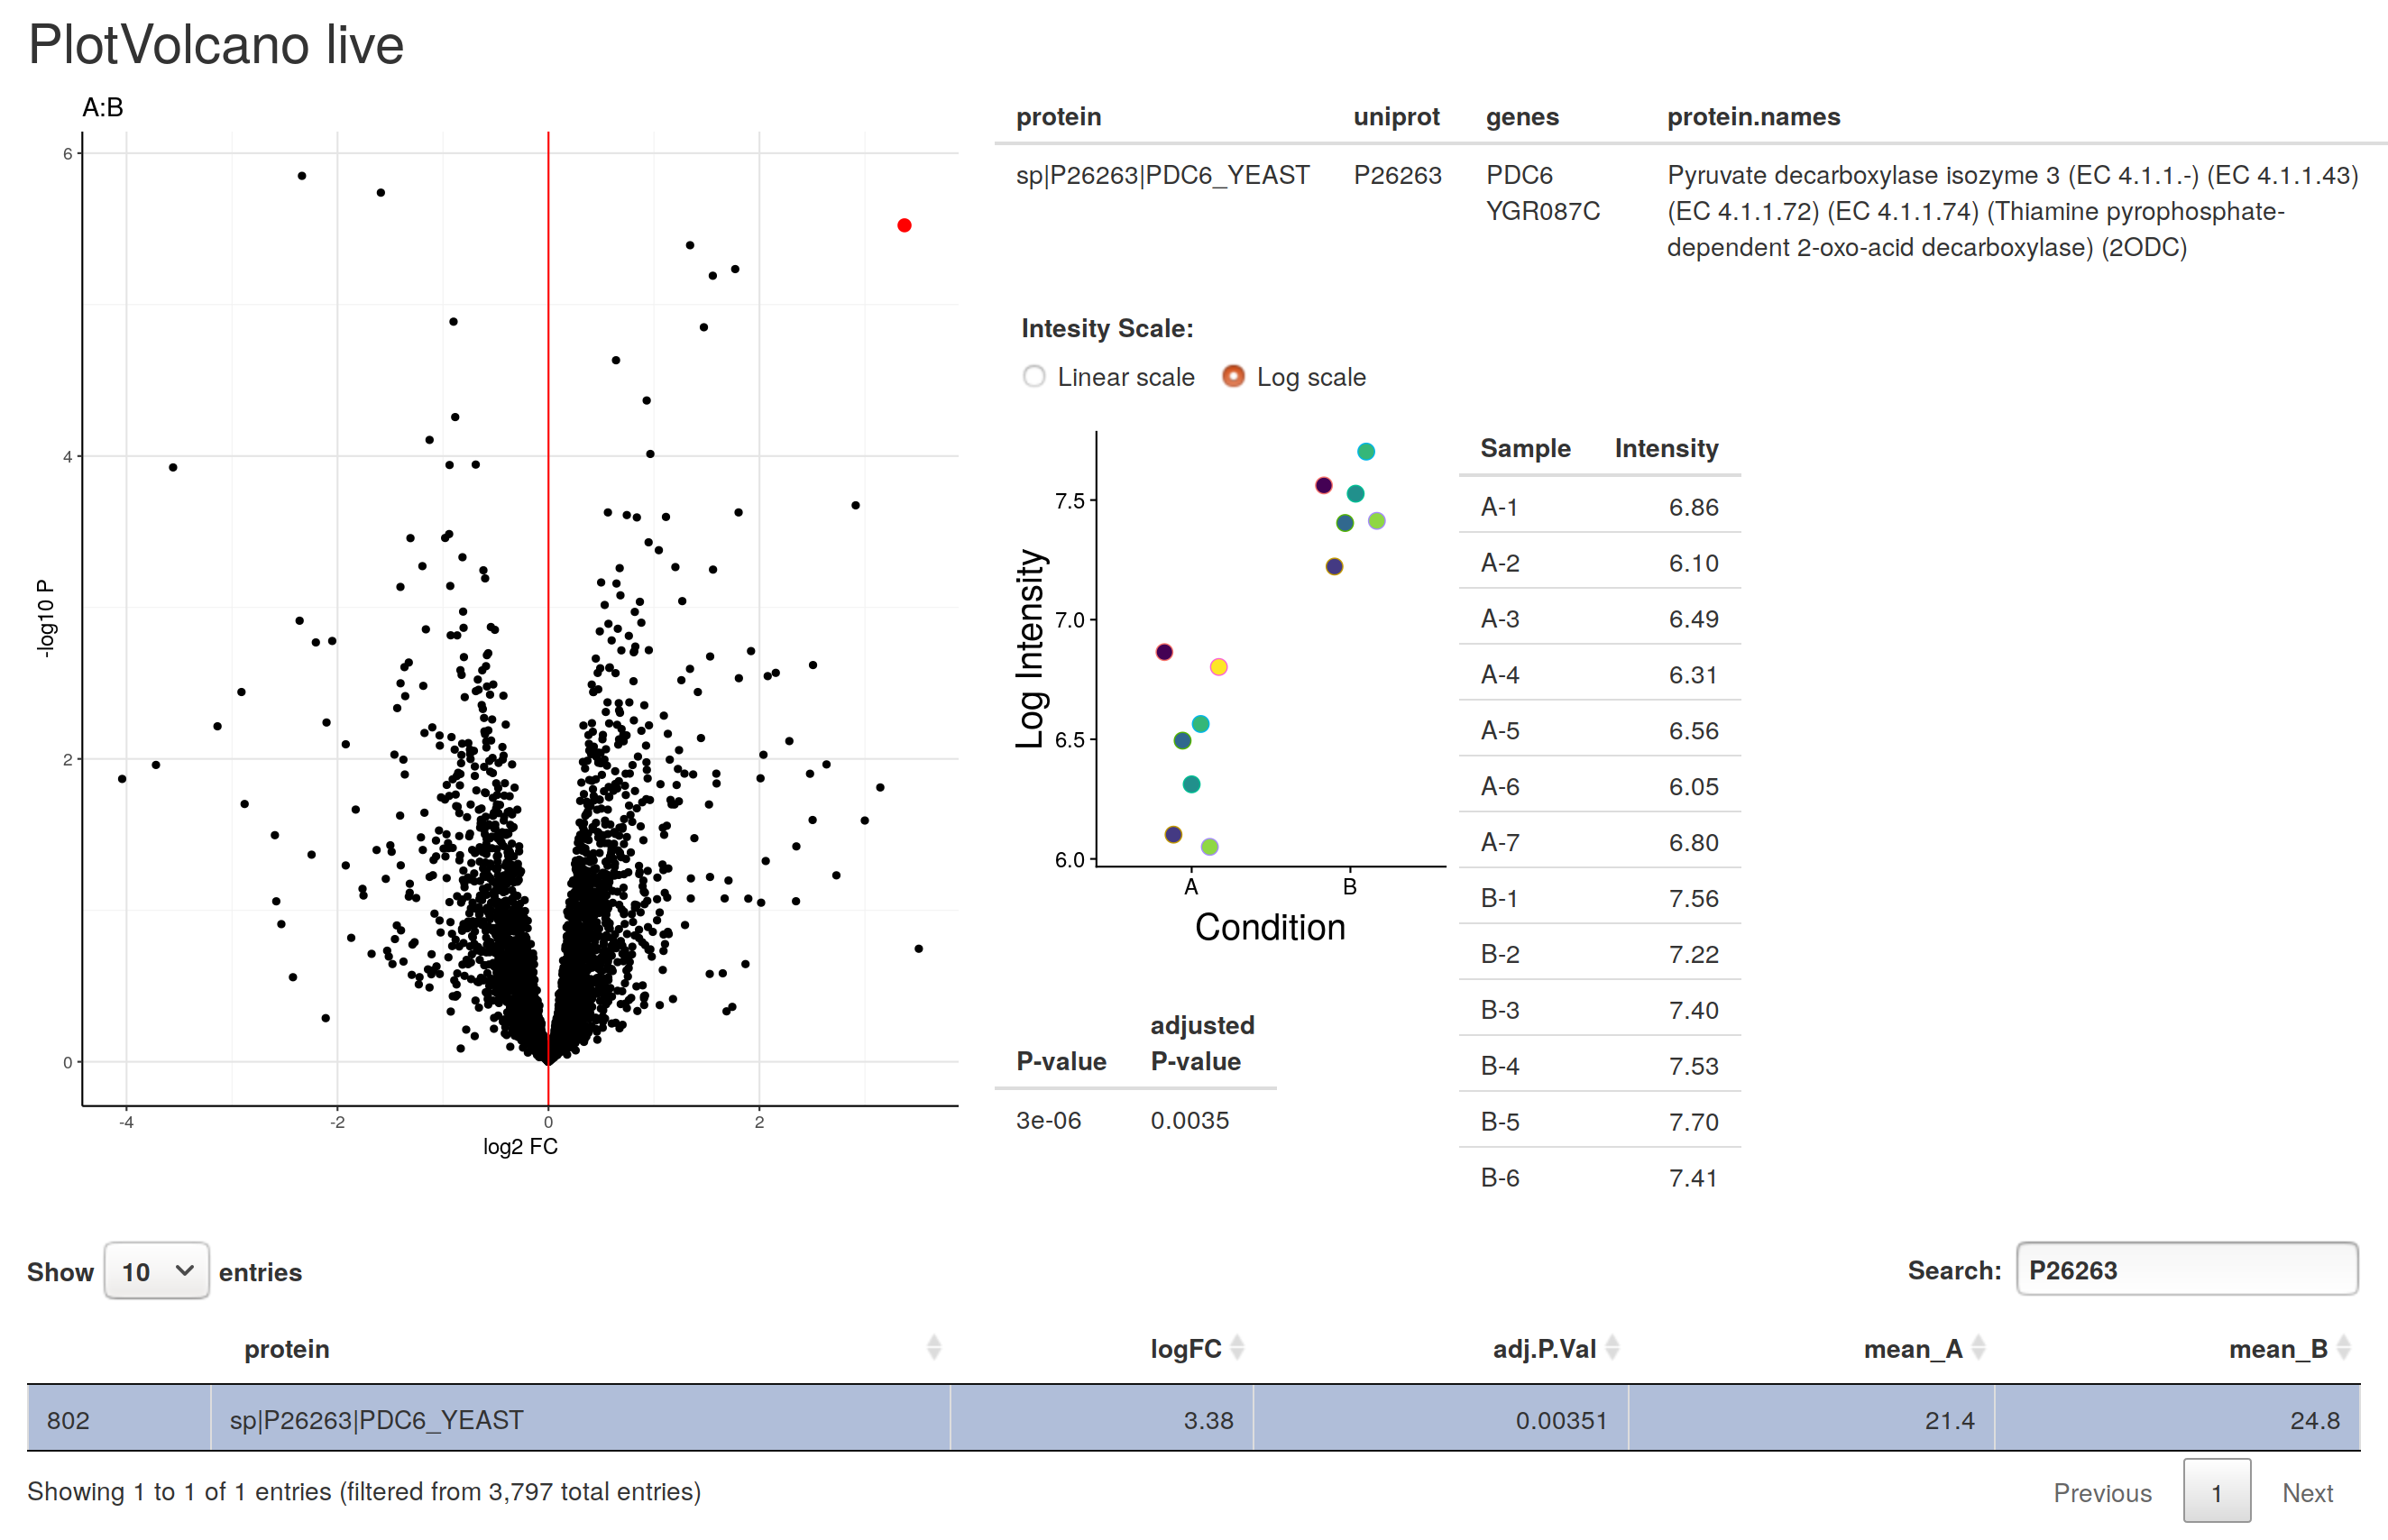 PlotVolcano live
A:B
6
4
2
0
-log10 P
-4 -2 0 2
log2 FC
protein uniprot genes protein.names
sp|P26263|PDC6_YEAST P26263 PDC6 Pyruvate decarboxylase isozyme 3 (EC 4.1.1.-) (EC 4.1.1.43)
YGR087C (EC 4.1.1.72) (EC 4.1.1.74) (Thiamine pyrophosphate-
dependent 2-oxo-acid decarboxylase) (2ODC)
Intesity Scale:
Linear scale Log scale
7.5
7.0
6.5
6.0
Log Intensity
A B
Condition
Sample Intensity
A-1 6.86
A-2 6.10
A-3 6.49
A-4 6.31
A-5 6.56
A-6 6.05
A-7 6.80
B-1 7.56
B-2 7.22
B-3 7.40
B-4 7.53
B-5 7.70
B-6 7.41
adjusted
P-value P-value
3e-06 0.0035
Show 10 entries
Search: P26263
protein logFC adj.P.Val mean_A mean_B
802 sp|P26263|PDC6_YEAST 3.38 0.00351 21.4 24.8
Showing 1 to 1 of 1 entries (filtered from 3,797 total entries)
Previous 1 Next